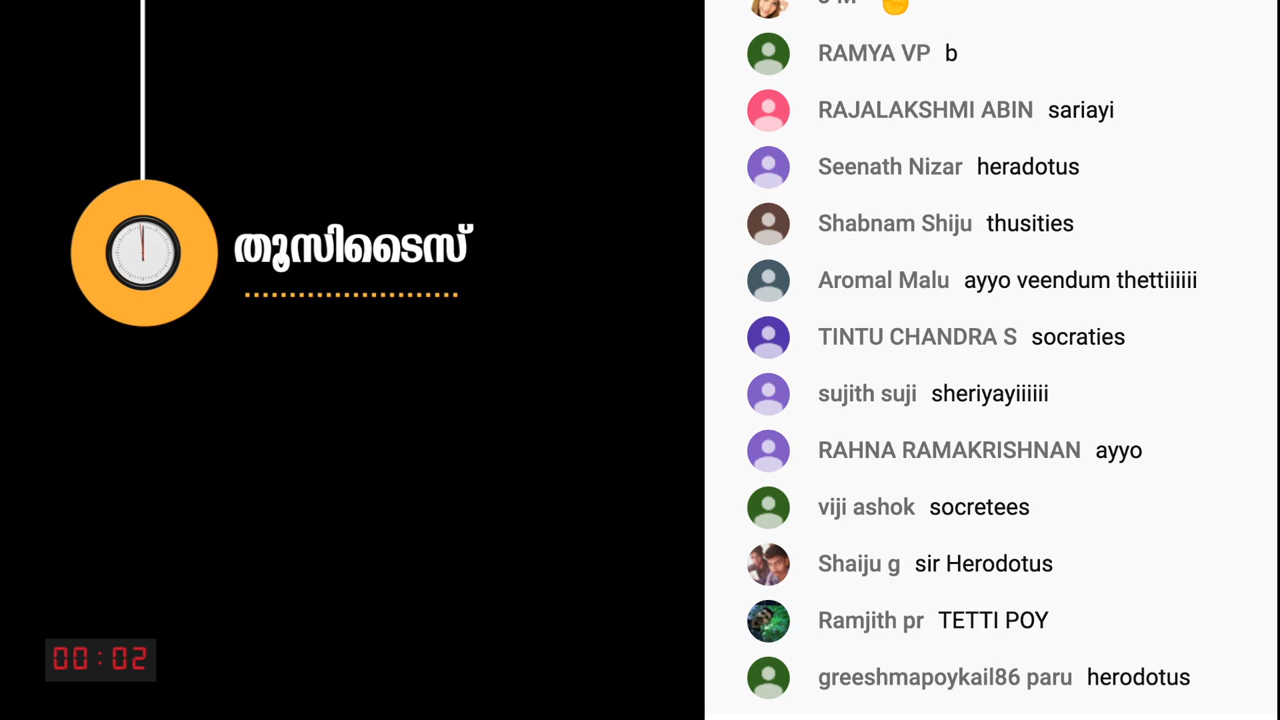 തൂസിടൈസ്
00:02
RAMYA VP b
RAJALAKSHMI ABIN sariayi
Seenath Nizar heradotus
Shabnam Shiju thusities
Aromal Malu ayyo veendum thettiiiiii
TINTU CHANDRA S socraties
sujith suji sheriyayiiiiii
RAHNA RAMAKRISHNAN ayyo
viji ashok socretees
Shaiju g sir Herodotus
Ramjith pr TETTI POY
greeshmapoykail86 paru herodotus